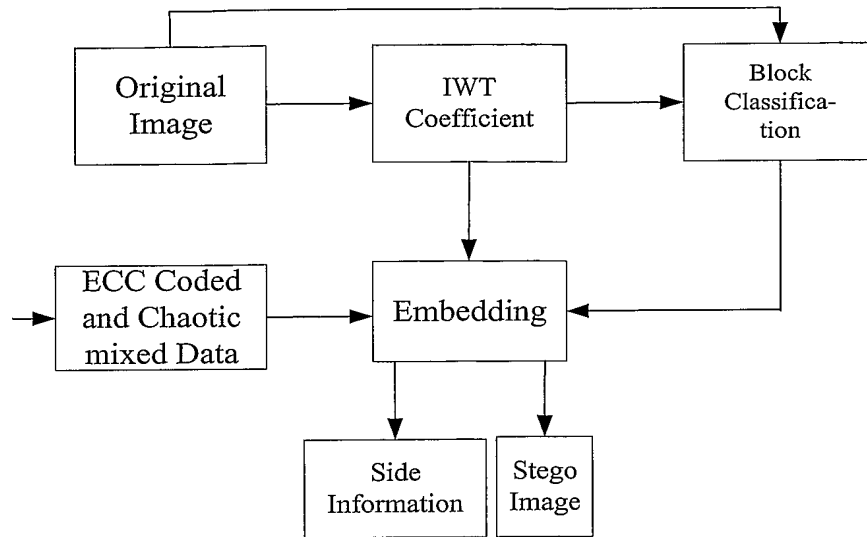 Original
Image
IWT
Coefficient
Block
Classifica-
tion
ECC Coded
and Chaotic
mixed Data
Embedding
Side
Information
Stego
Image